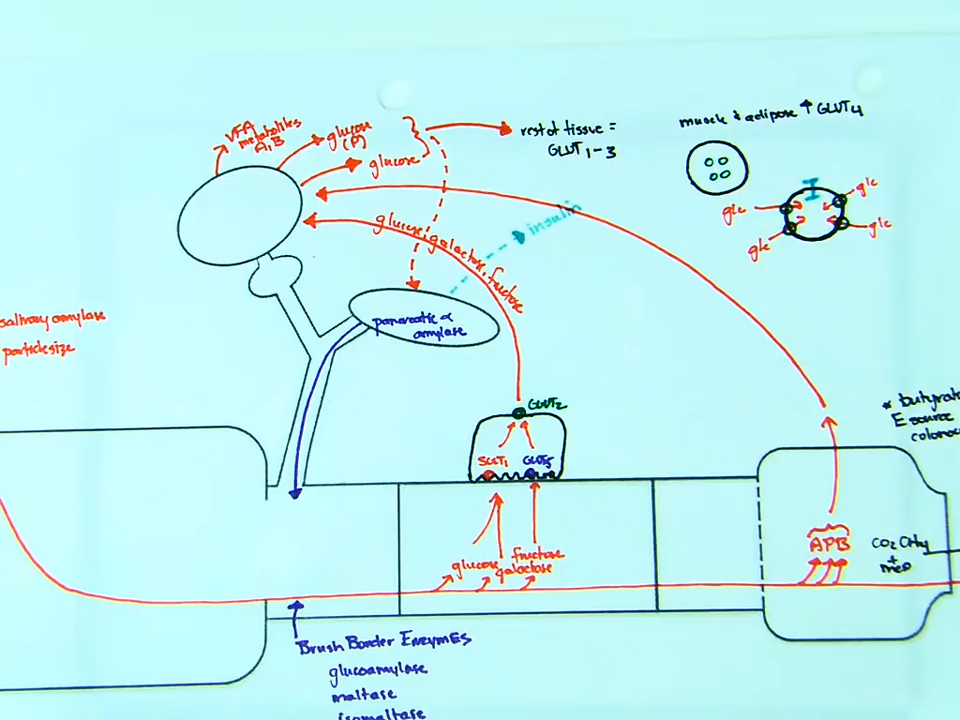 VFA
metabolites
A, B
glucose
(P)
glucose
rest of tissue =
GLUT 1-3
muscle & adipose ↑ GLUT4
I
glc
glc
glc
glc
insulin
glucose, galactose, fructose
pancreatic α
amylase
salivary amylase
particle size
GLUT2
SGLT1
GLUT5
glucose
fructose
galactose
* butyrate
E source
colonoc
APB
CO2 CH4
+
Brush Border EnzymEs
glucoamylase
maltase
isomaltase